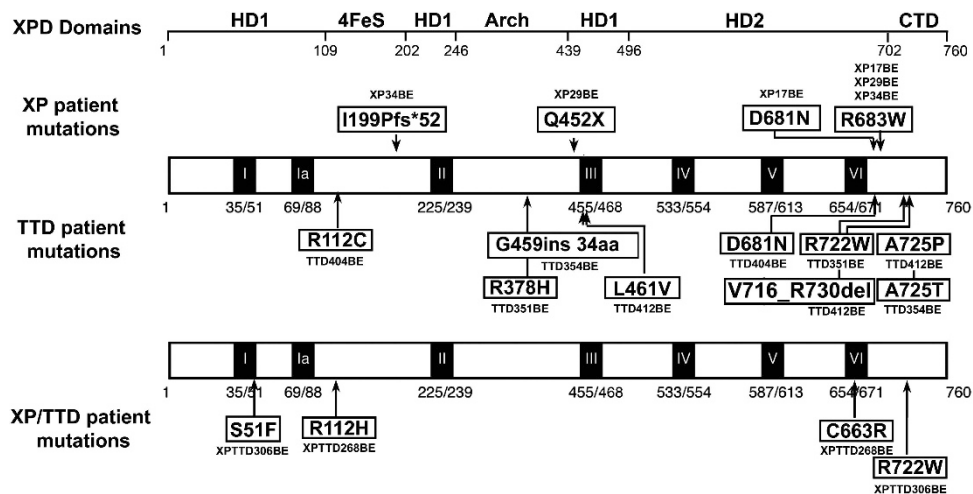 XPD Domains
HD1 4FeS HD1 Arch HD1 HD2 CTD
1 109 202 246 439 496 702 760
XP patient
mutations
XP34BE
I199Pfs*52
XP29BE
Q452X
XP17BE
D681N
XP17BE
XP29BE
XP34BE
R683W
I Ia II III IV V VI
1 35/51 69/88 225/239 455/468 533/554 587/613 654/671 760
TTD patient
mutations
R112C
TTD404BE
G459ins 34aa
TTD354BE
R378H
TTD351BE
L461V
TTD412BE
D681N
TTD404BE
R722W
TTD351BE
A725P
TTD412BE
V716_R730del
TTD412BE
A725T
TTD354BE
I Ia II III IV V VI
1 35/51 69/88 225/239 455/468 533/554 587/613 654/671 760
XP/TTD patient
mutations
S51F
XPTTD306BE
R112H
XPTTD268BE
C663R
XPTTD268BE
R722W
XPTTD306BE